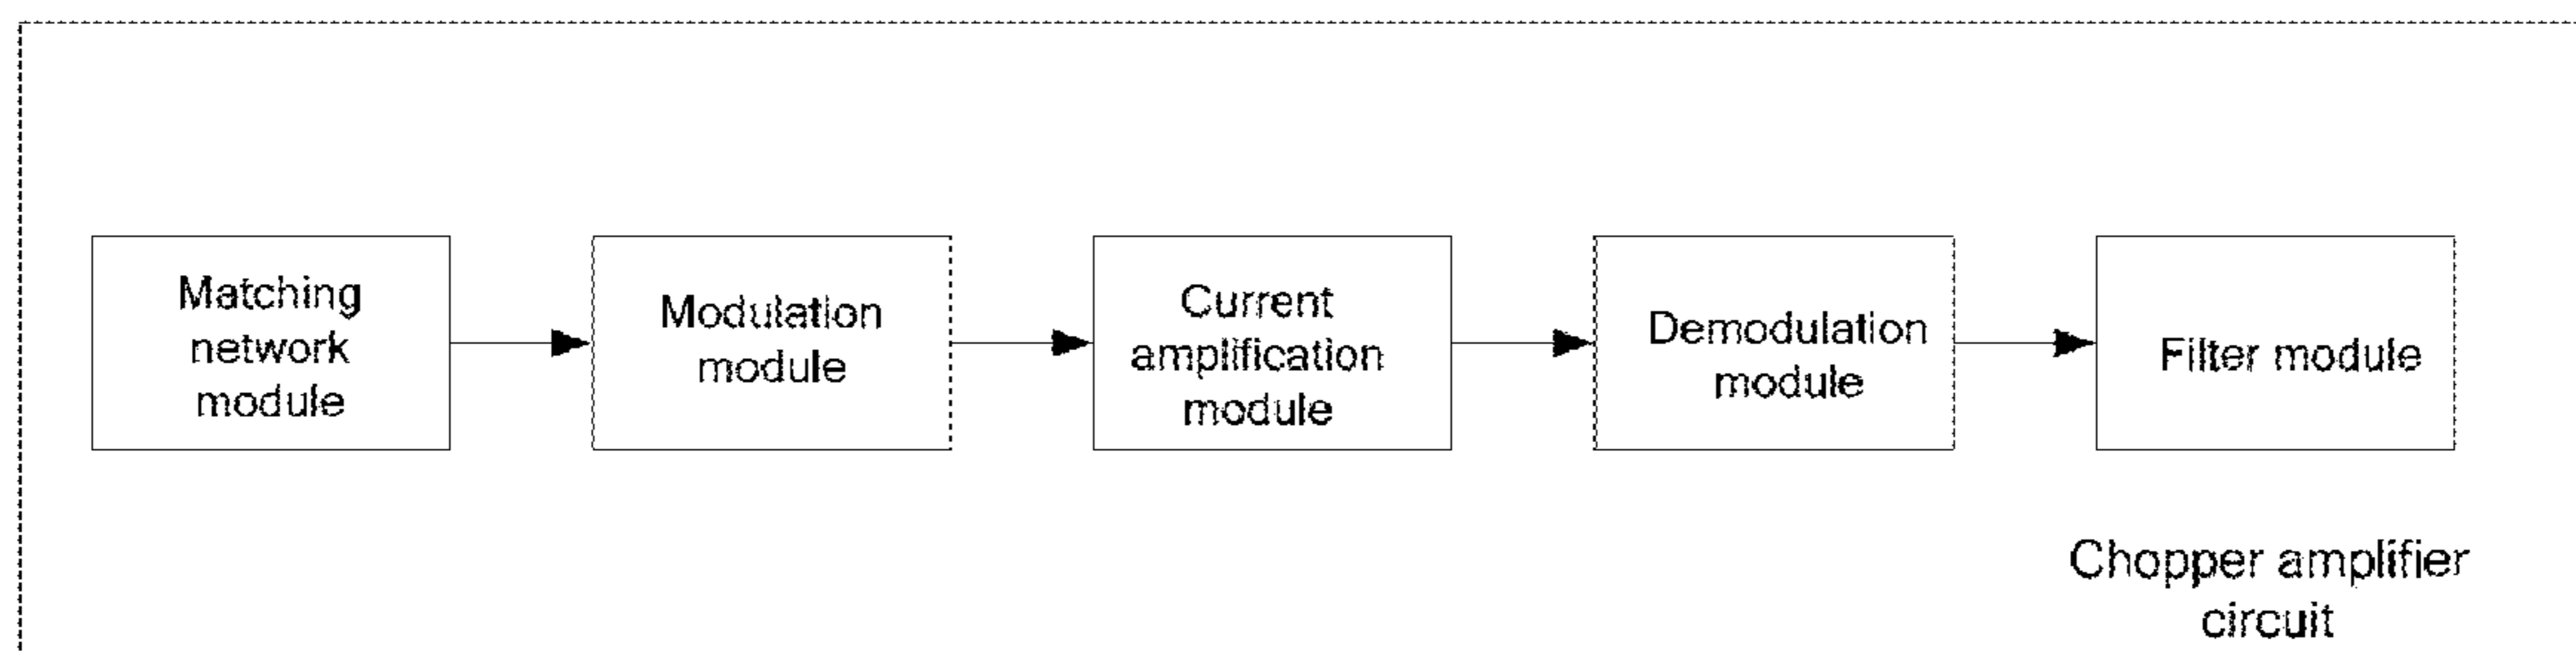 Matching
network
module
Modulation
module
Current
amplification
module
Demodulation
module
Filter module
Chopper amplifier
circuit